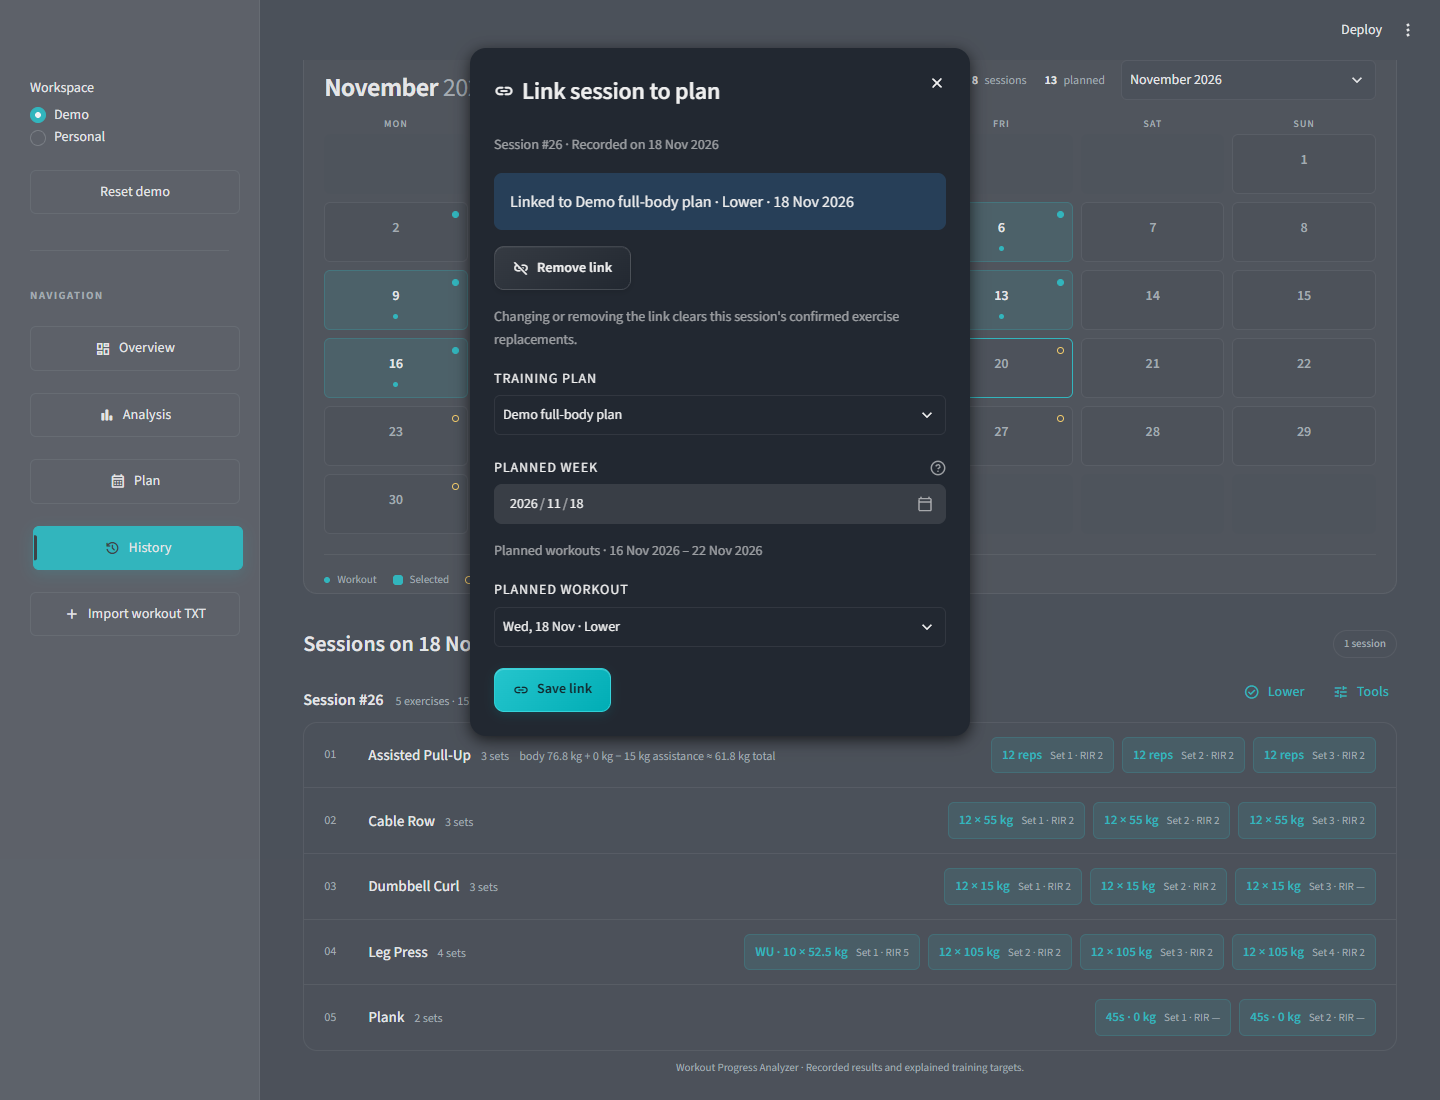 Deploy
Workspace
Demo
Personal
Reset demo
NAVIGATION
Overview
Analysis
Plan
History
Import workout TXT
November 202
8 sessions 13 planned
November 2026
MON FRI SAT SUN
1
2 6 7 8
9 13 14 15
16 20 21 22
23 27 28 29
30
Workout Selected
Link session to plan
Session #26 · Recorded on 18 Nov 2026
Linked to Demo full-body plan · Lower · 18 Nov 2026
Remove link
Changing or removing the link clears this session's confirmed exercise
replacements.
TRAINING PLAN
Demo full-body plan
PLANNED WEEK
2026/11/18
Planned workouts · 16 Nov 2026 – 22 Nov 2026
PLANNED WORKOUT
Wed, 18 Nov · Lower
Save link
Sessions on 18 No
1 session
Session #26 5 exercises · 15
Lower Tools
01 Assisted Pull-Up 3 sets body 76.8 kg + 0 kg − 15 kg assistance ≈ 61.8 kg total 12 reps Set 1 · RIR 2 12 reps Set 2 · RIR 2 12 reps Set 3 · RIR 2
02 Cable Row 3 sets 12 × 55 kg Set 1 · RIR 2 12 × 55 kg Set 2 · RIR 2 12 × 55 kg Set 3 · RIR 2
03 Dumbbell Curl 3 sets 12 × 15 kg Set 1 · RIR 2 12 × 15 kg Set 2 · RIR 2 12 × 15 kg Set 3 · RIR —
04 Leg Press 4 sets WU · 10 × 52.5 kg Set 1 · RIR 5 12 × 105 kg Set 2 · RIR 2 12 × 105 kg Set 3 · RIR 2 12 × 105 kg Set 4 · RIR 2
05 Plank 2 sets 45s · 0 kg Set 1 · RIR — 45s · 0 kg Set 2 · RIR —
Workout Progress Analyzer · Recorded results and explained training targets.